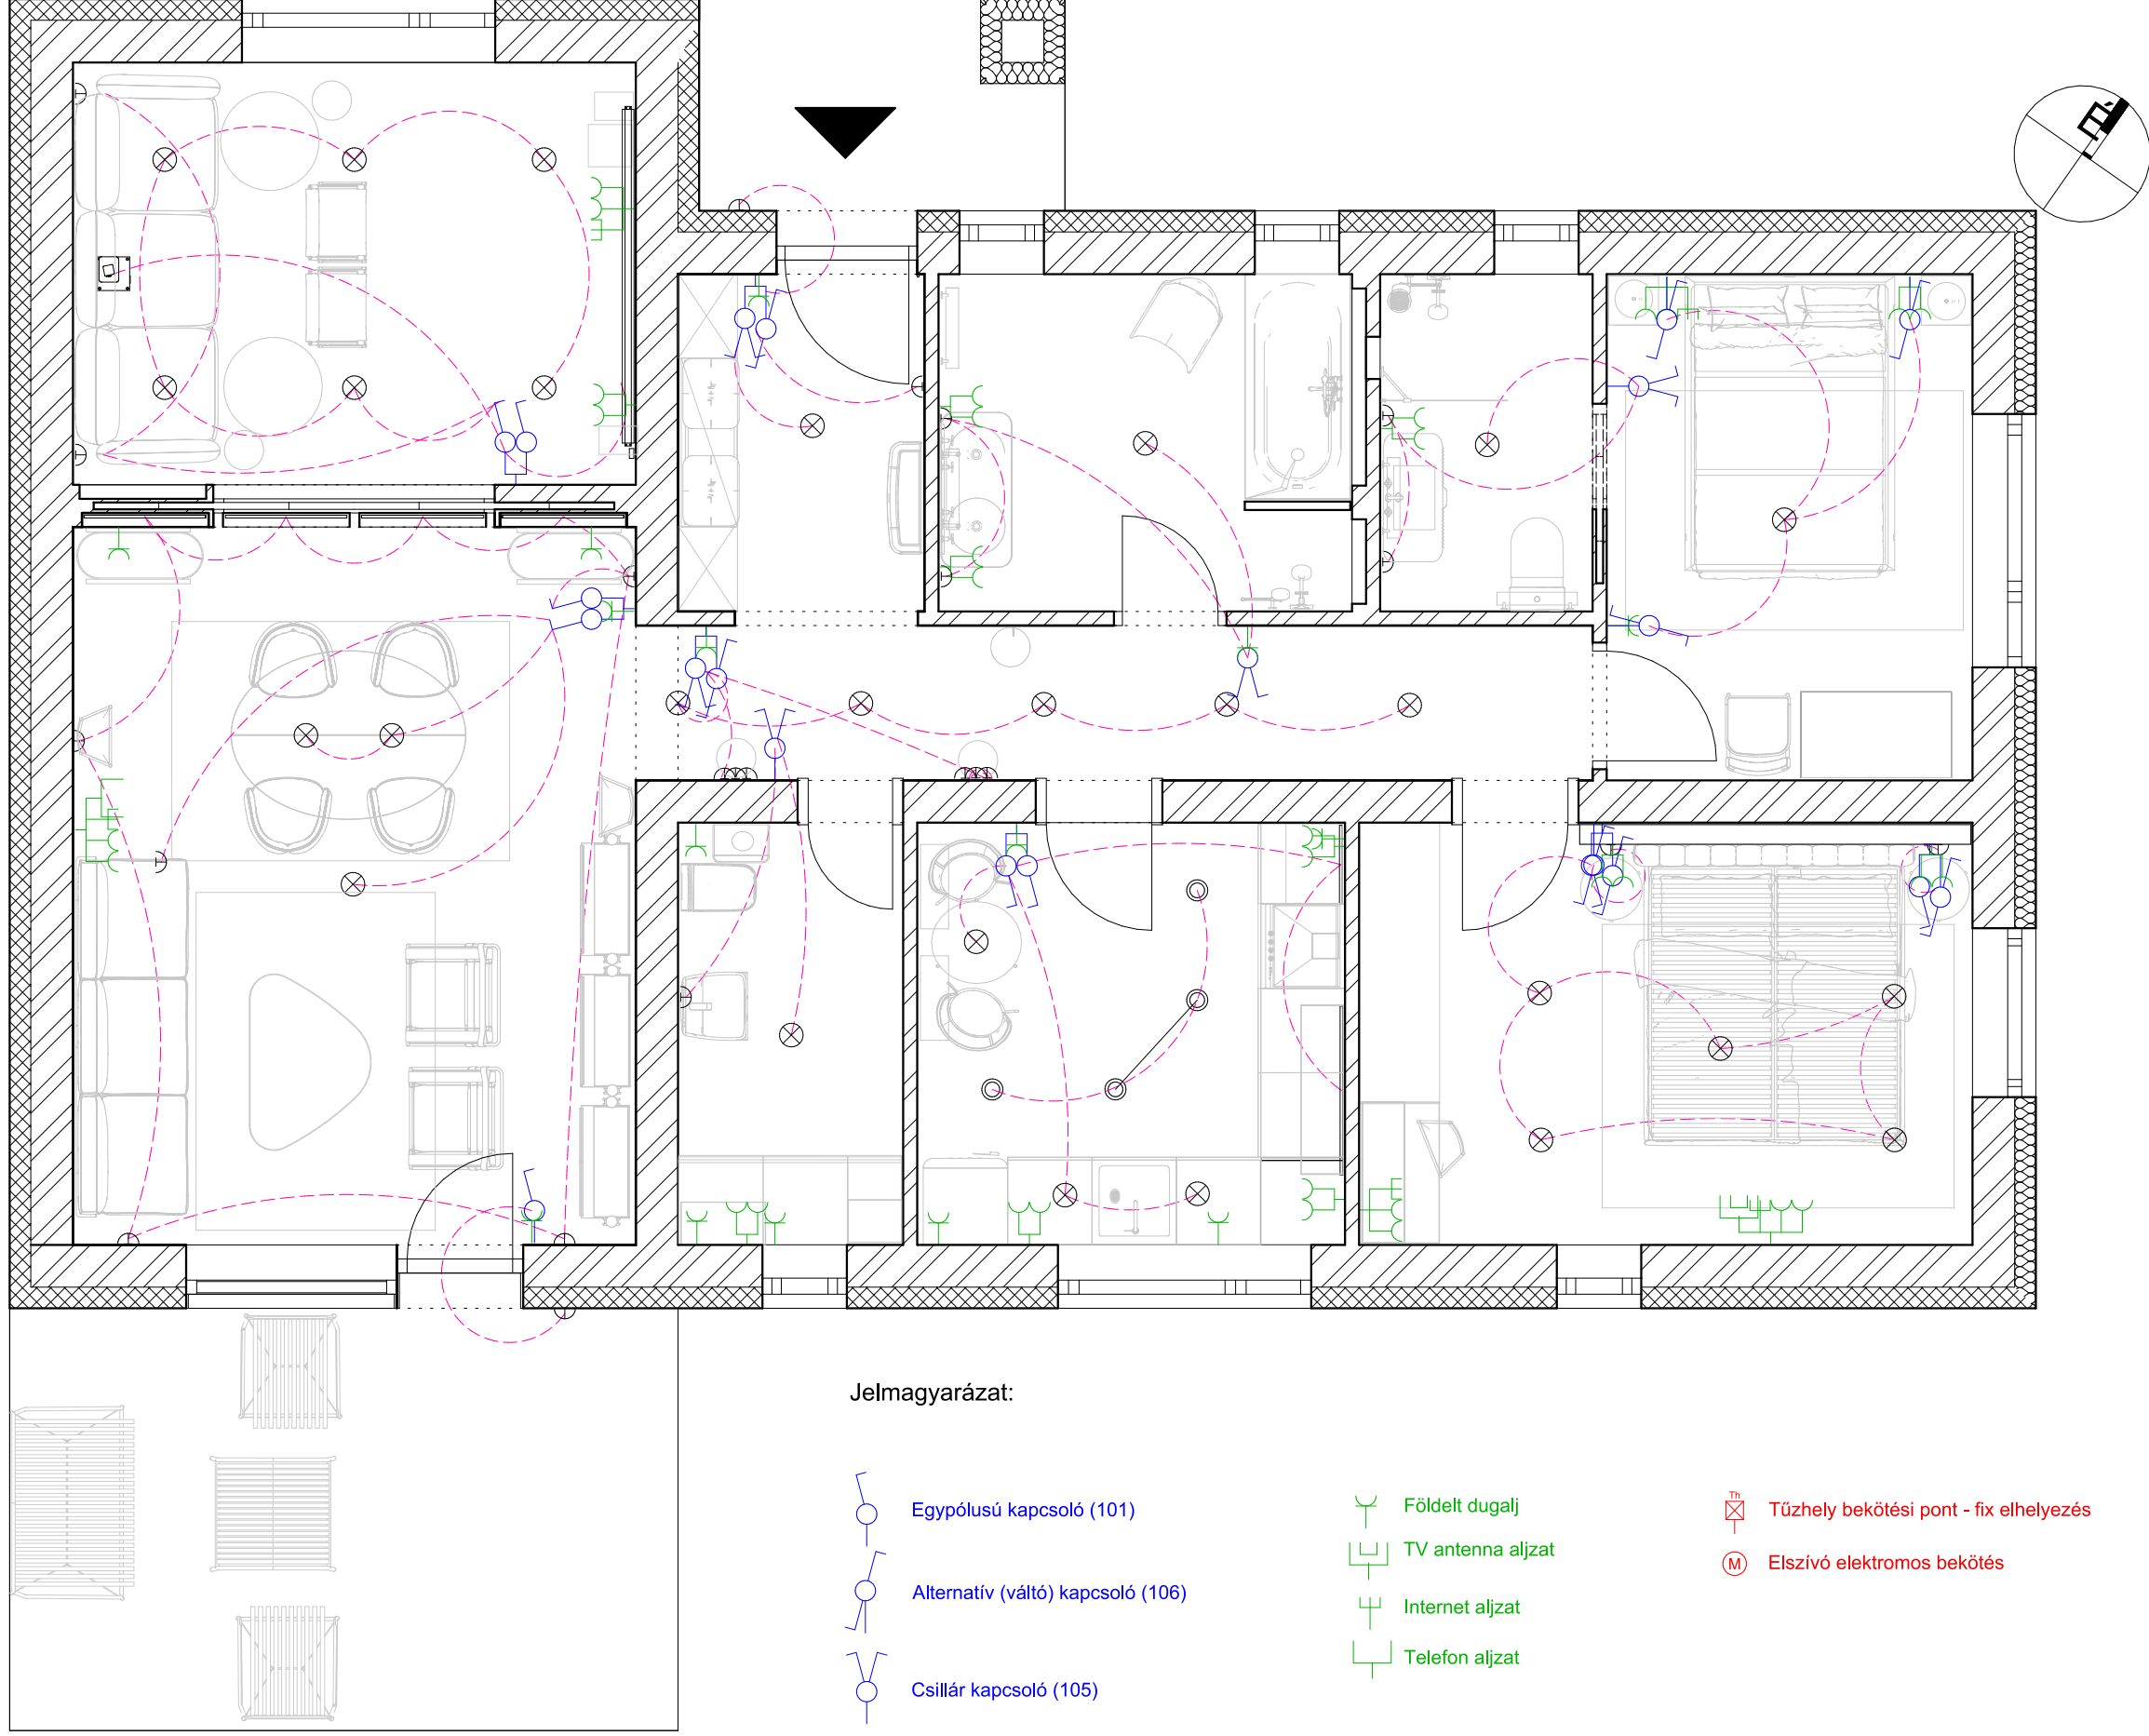 É
Jelmagyarázat:
Egypólusú kapcsoló (101)
Alternatív (váltó) kapcsoló (106)
Csillár kapcsoló (105)
Földelt dugalj
TV antenna aljzat
Internet aljzat
Telefon aljzat
Th
Tűzhely bekötési pont - fix elhelyezés
M
Elszívó elektromos bekötés